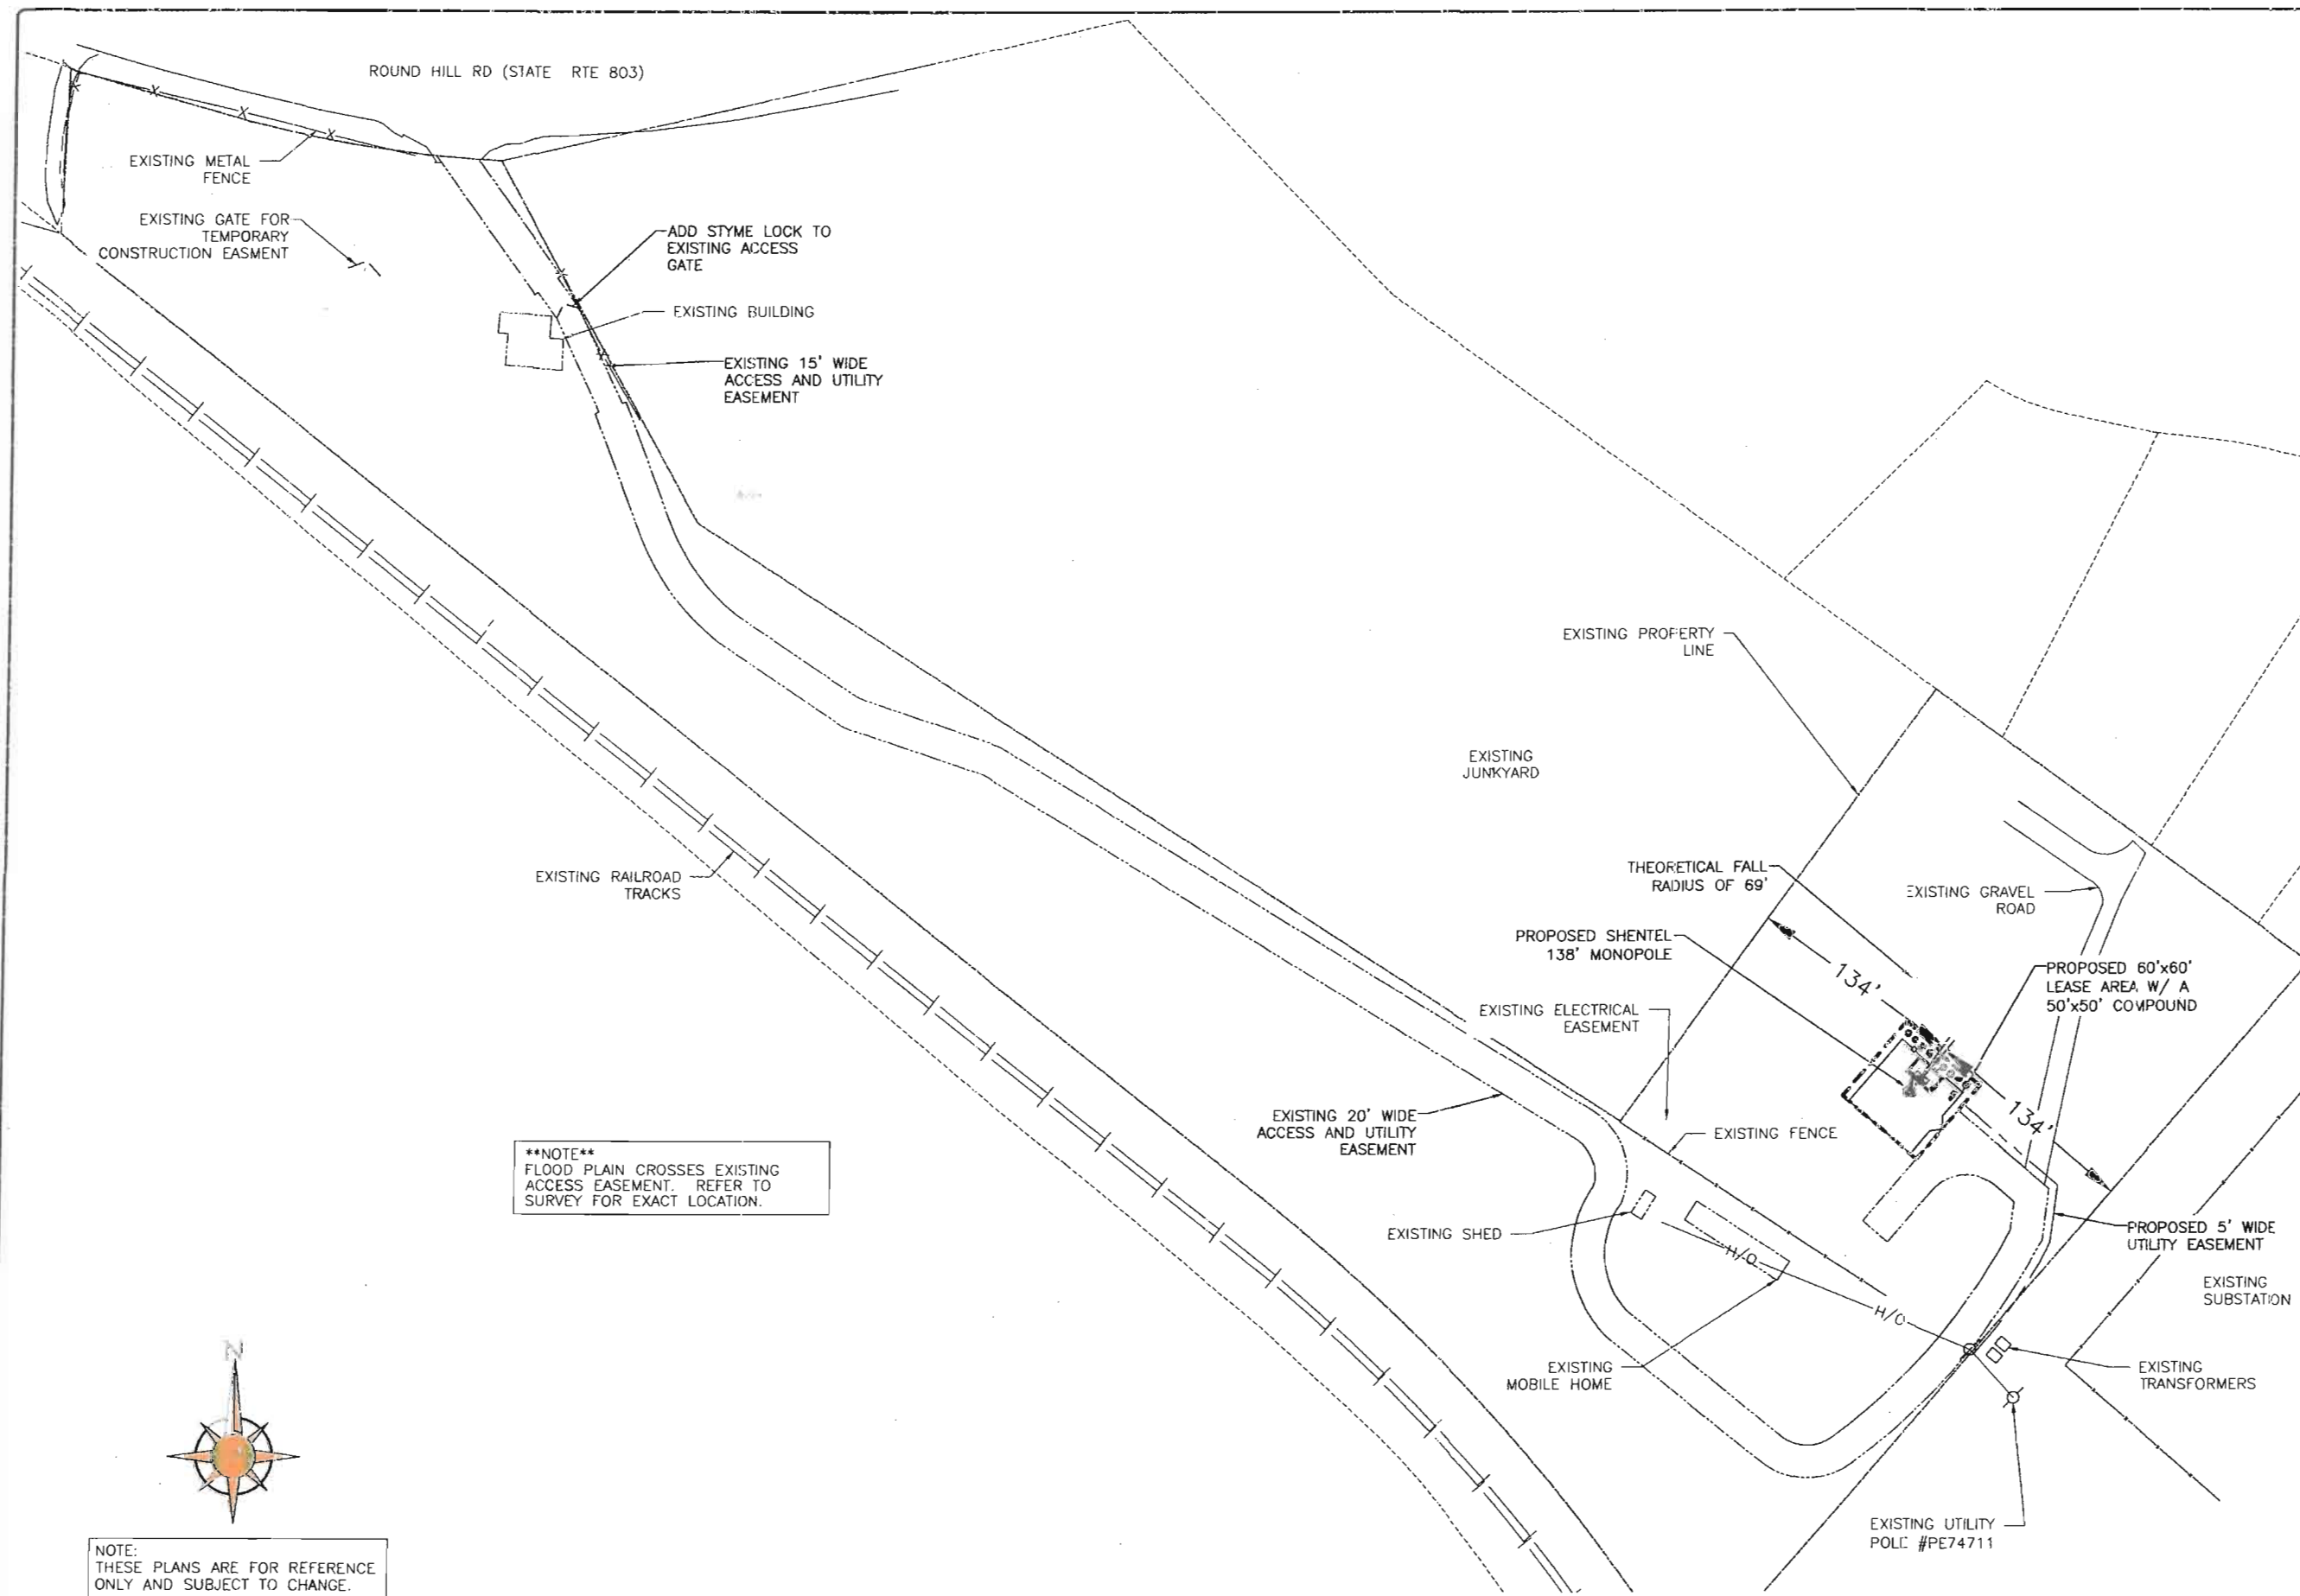 ROUND HILL RD (STATE RTE 803)
EXISTING METAL
FENCE
EXISTING GATE FOR
TEMPORARY
CONSTRUCTION EASMENT
ADD STYME LOCK TO
EXISTING ACCESS
GATE
EXISTING BUILDING
EXISTING 15' WIDE
ACCESS AND UTILITY
EASEMENT
EXISTING PROPERTY
LINE
EXISTING
JUNKYARD
THEORETICAL FALL
RADIUS OF 69'
EXISTING GRAVEL
ROAD
EXISTING RAILROAD
TRACKS
PROPOSED SHENTEL
138' MONOPOLE
134'
PROPOSED 60'x60'
LEASE AREA W/ A
50'x50' COMPOUND
EXISTING ELECTRICAL
EASEMENT
134'
EXISTING 20' WIDE
ACCESS AND UTILITY
EASEMENT
EXISTING FENCE
**NOTE**
FLOOD PLAIN CROSSES EXISTING
ACCESS EASEMENT. REFER TO
SURVEY FOR EXACT LOCATION.
EXISTING SHED
H/O
PROPOSED 5' WIDE
UTILITY EASEMENT
EXISTING
SUBSTATION
H/O
EXISTING
MOBILE HOME
EXISTING
TRANSFORMERS
N
EXISTING UTILITY
POLE #PE74711
NOTE:
THESE PLANS ARE FOR REFERENCE
ONLY AND SUBJECT TO CHANGE.